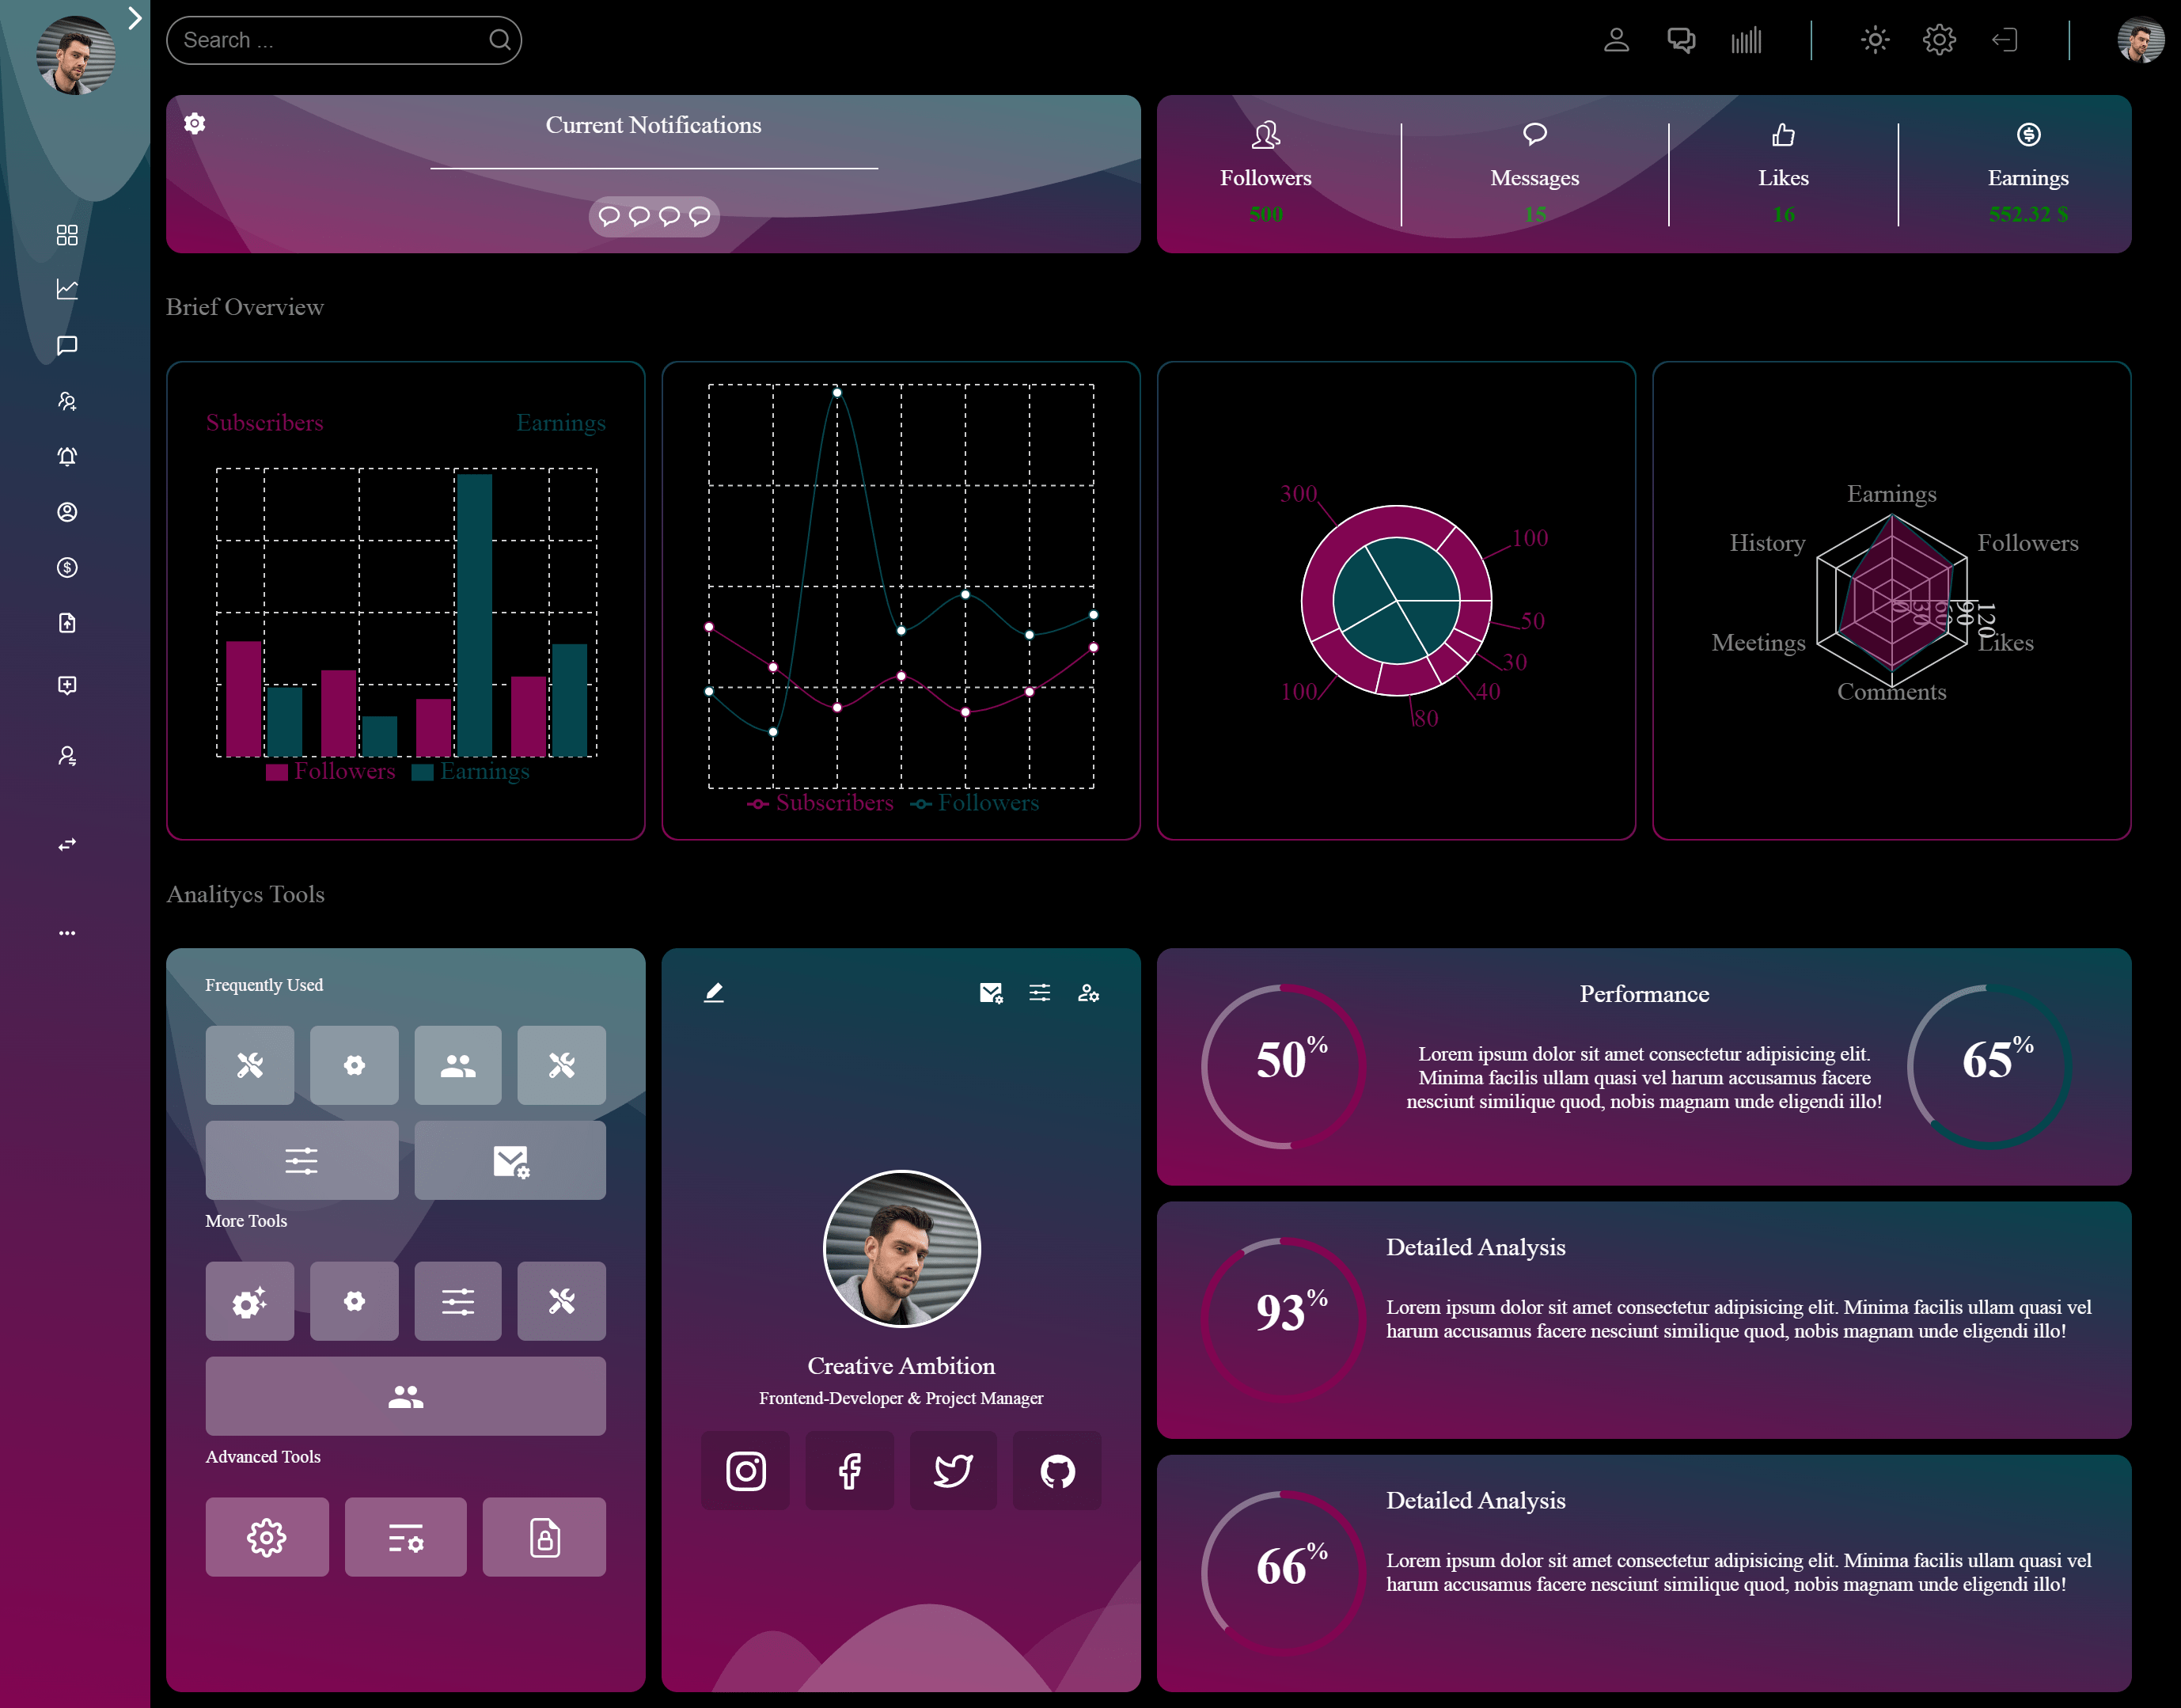 Search ...
Current Notifications
Followers
500
Messages
15
Likes
16
Earnings
552.32 $
Brief Overview
Subscribers
Earnings
Followers
Earnings
Subscribers
Followers
300
100
50
30
40
80
100
Earnings
Followers
Likes
Comments
Meetings
History
0
30
60
90
120
Analitycs Tools
Frequently Used
More Tools
Advanced Tools
Creative Ambition
Frontend-Developer & Project Manager
50%
Performance
Lorem ipsum dolor sit amet consectetur adipisicing elit.
Minima facilis ullam quasi vel harum accusamus facere
nesciunt similique quod, nobis magnam unde eligendi illo!
65%
93%
Detailed Analysis
Lorem ipsum dolor sit amet consectetur adipisicing elit. Minima facilis ullam quasi vel
harum accusamus facere nesciunt similique quod, nobis magnam unde eligendi illo!
66%
Detailed Analysis
Lorem ipsum dolor sit amet consectetur adipisicing elit. Minima facilis ullam quasi vel
harum accusamus facere nesciunt similique quod, nobis magnam unde eligendi illo!